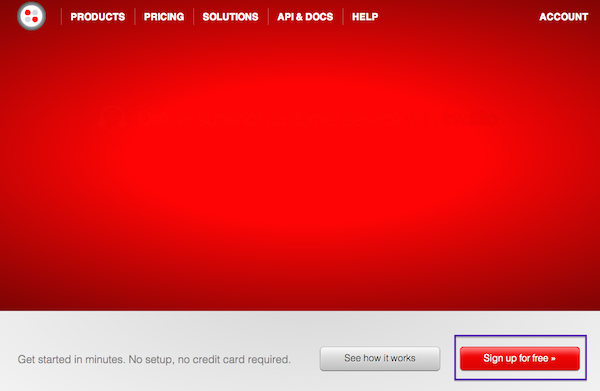 PRODUCTS PRICING SOLUTIONS API & DOCS HELP ACCOUNT
Get started in minutes. No setup, no credit card required. See how it works Sign up for free »